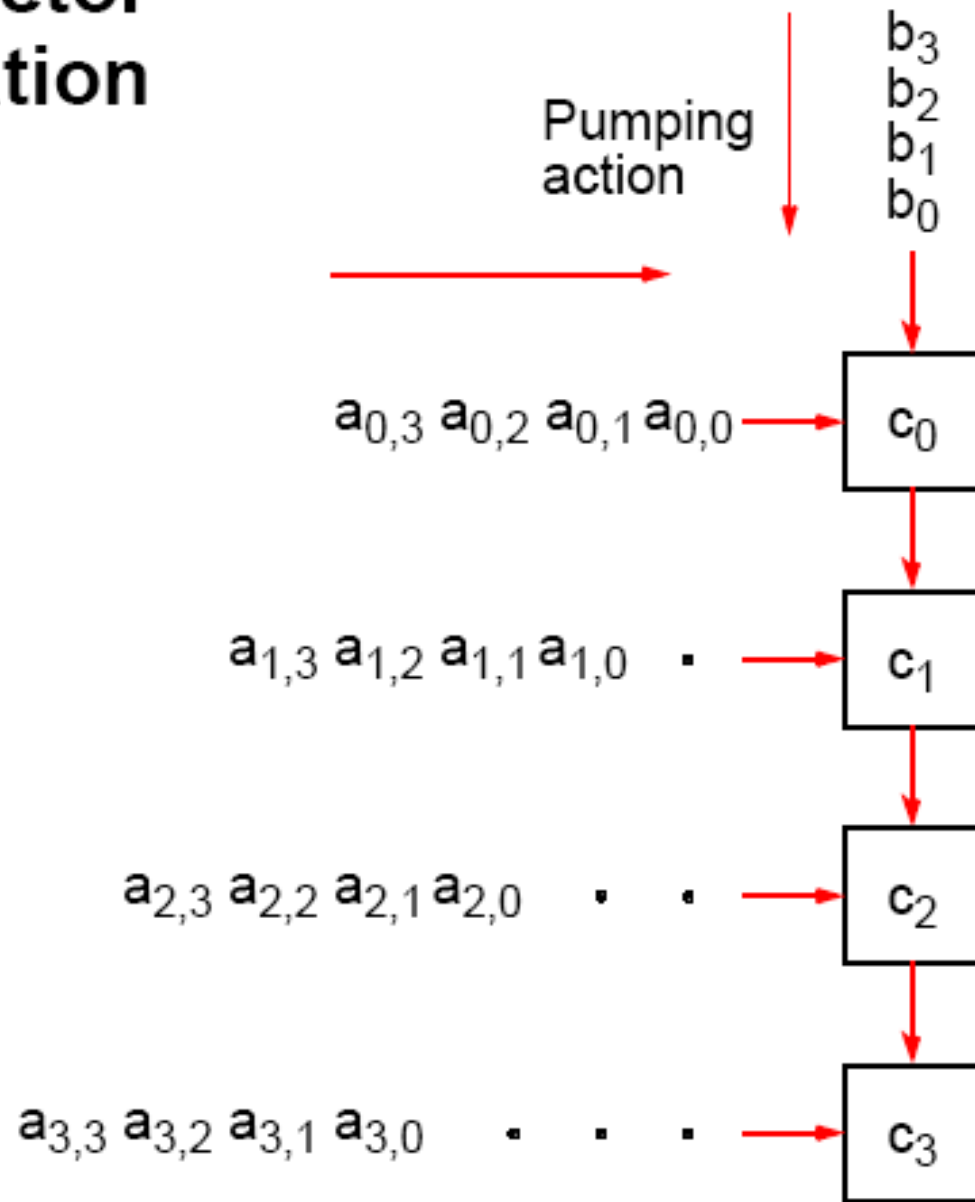 ctor
tion
b3
b2
b1
b0
Pumping
action
a0,3 a0,2 a0,1 a0,0
c0
a1,3 a1,2 a1,1 a1,0 .
c1
a2,3 a2,2 a2,1 a2,0 . .
c2
a3,3 a3,2 a3,1 a3,0 . . .
c3